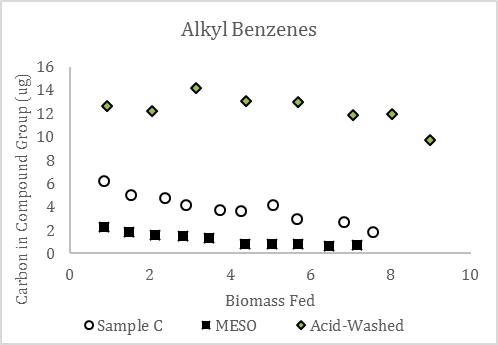 Alkyl Benzenes
Carbon in Compound Group (ug)
16
14
12
10
8
6
4
2
0
0 2 4 6 8 10
Biomass Fed
Sample C MESO Acid-Washed